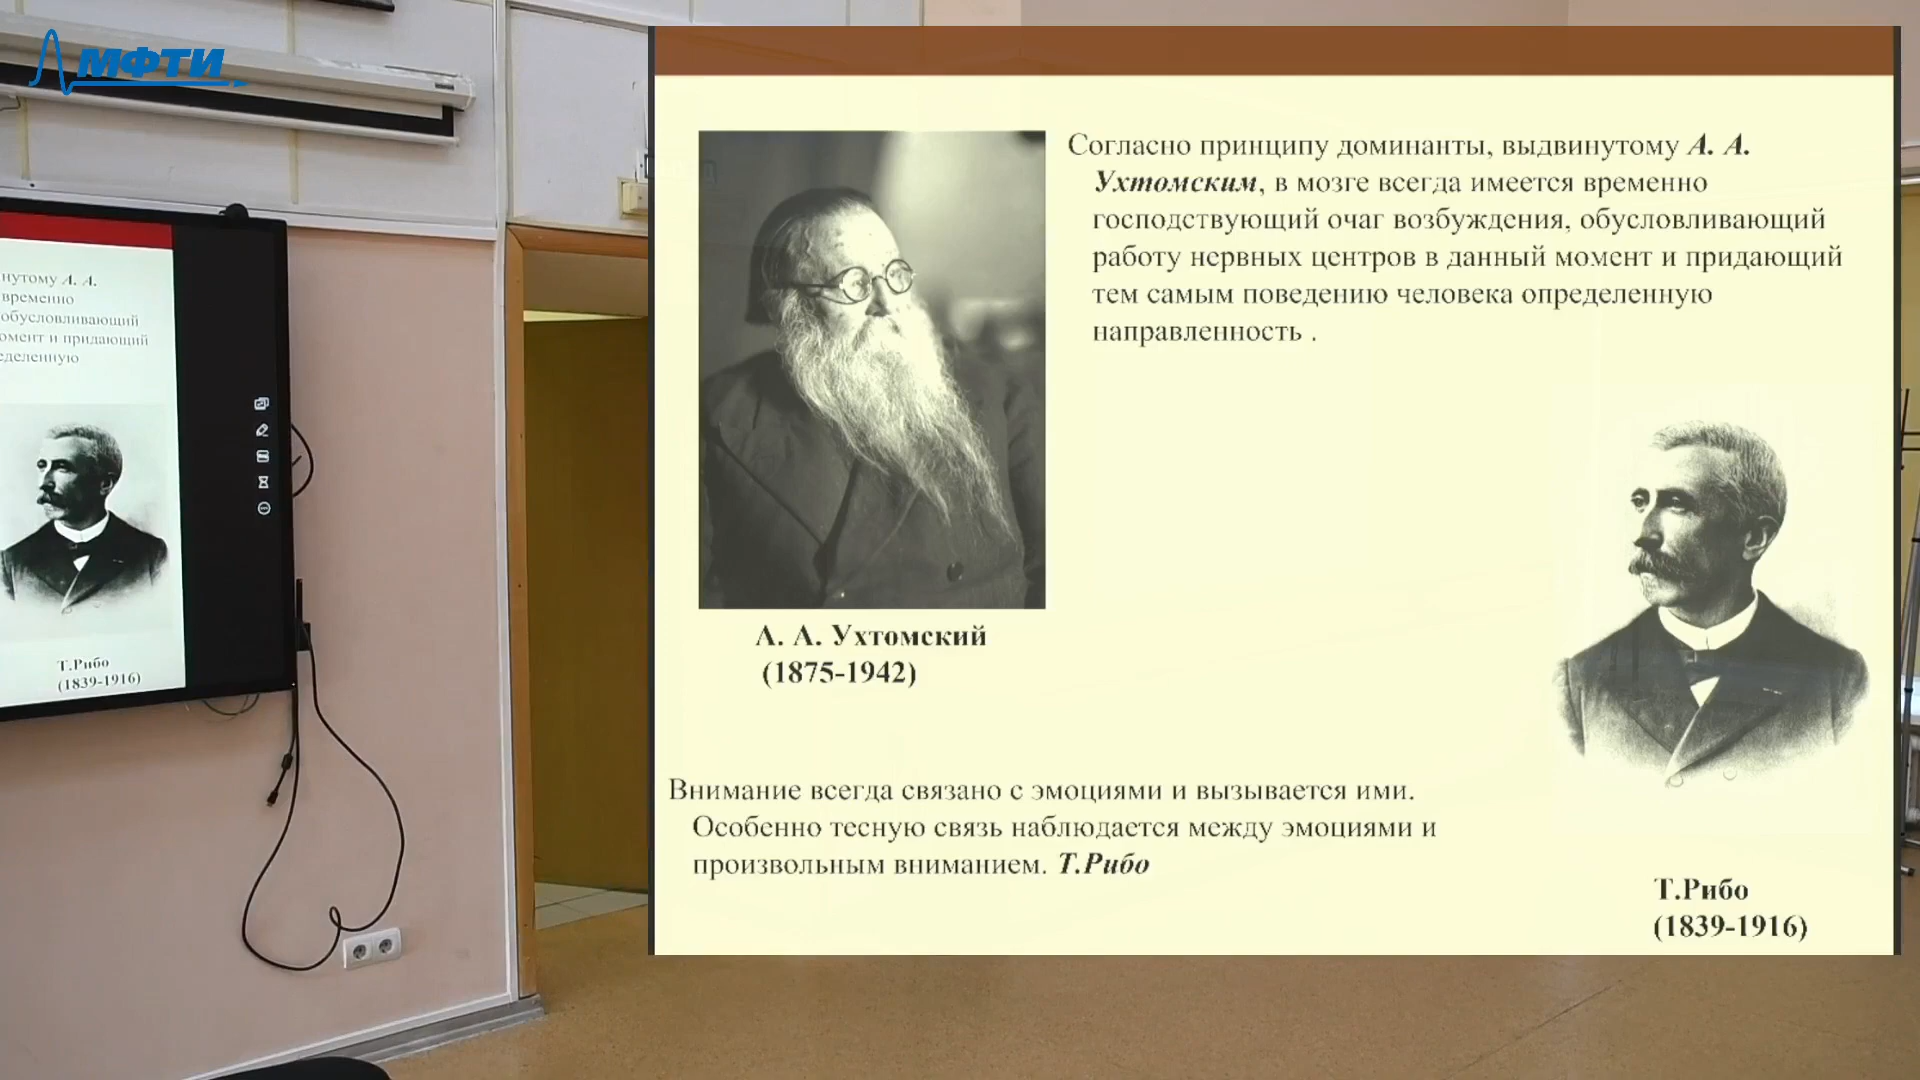 МФТИ
нутому А. А.
временно
обусловливающий
омент и придающий
еделенную
Т.Рибо
(1839-1916)
Согласно принципу доминанты, выдвинутому А. А.
Ухтомским, в мозге всегда имеется временно
господствующий очаг возбуждения, обусловливающий
работу нервных центров в данный момент и придающий
тем самым поведению человека определенную
направленность .
А. А. Ухтомский
(1875-1942)
Внимание всегда связано с эмоциями и вызывается ими.
Особенно тесную связь наблюдается между эмоциями и
произвольным вниманием. Т.Рибо
Т.Рибо
(1839-1916)